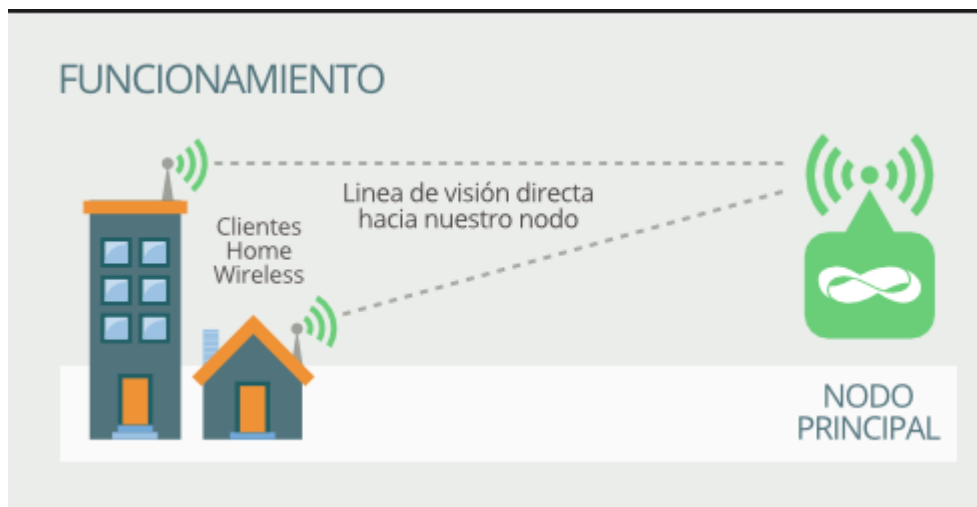 FUNCIONAMIENTO
Linea de visión directa
hacia nuestro nodo
Clientes
Home
Wireless
NODO
PRINCIPAL